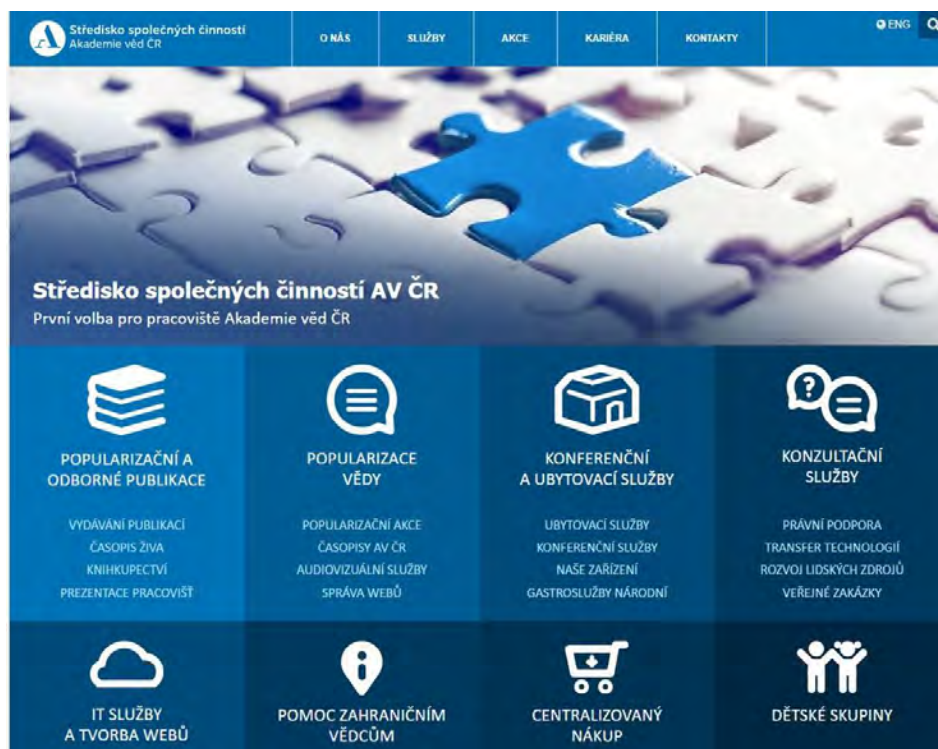 Středisko společných činností
Akademie věd ČR
O NÁS
SLUŽBY
AKCE
KARIÉRA
KONTAKTY
ENG
Středisko společných činností AV ČR
První volba pro pracoviště Akademie věd ČR
POPULARIZAČNÍ A
ODBORNÉ PUBLIKACE
VYDÁVÁNÍ PUBLIKACÍ
ČASOPIS ŽIVA
KNIHKUPECTVÍ
PREZENTACE PRACOVIŠŤ
POPULARIZACE
VĚDY
POPULARIZAČNÍ AKCE
ČASOPISY AV ČR
AUDIOVIZUÁLNÍ SLUŽBY
SPRÁVA WEBŮ
KONFERENČNÍ
A UBYTOVACÍ SLUŽBY
UBYTOVACÍ SLUŽBY
KONFERENČNÍ SLUŽBY
NAŠE ZAŘÍZENÍ
GASTROSLUŽBY NÁRODNÍ
KONZULTAČNÍ
SLUŽBY
PRÁVNÍ PODPORA
TRANSFER TECHNOLOGIÍ
ROZVOJ LIDSKÝCH ZDROJŮ
VEŘEJNÉ ZAKÁZKY
IT SLUŽBY
A TVORBA WEBŮ
POMOC ZAHRANIČNÍM
VĚDCŮM
CENTRALIZOVANÝ
NÁKUP
DĚTSKÉ SKUPINY